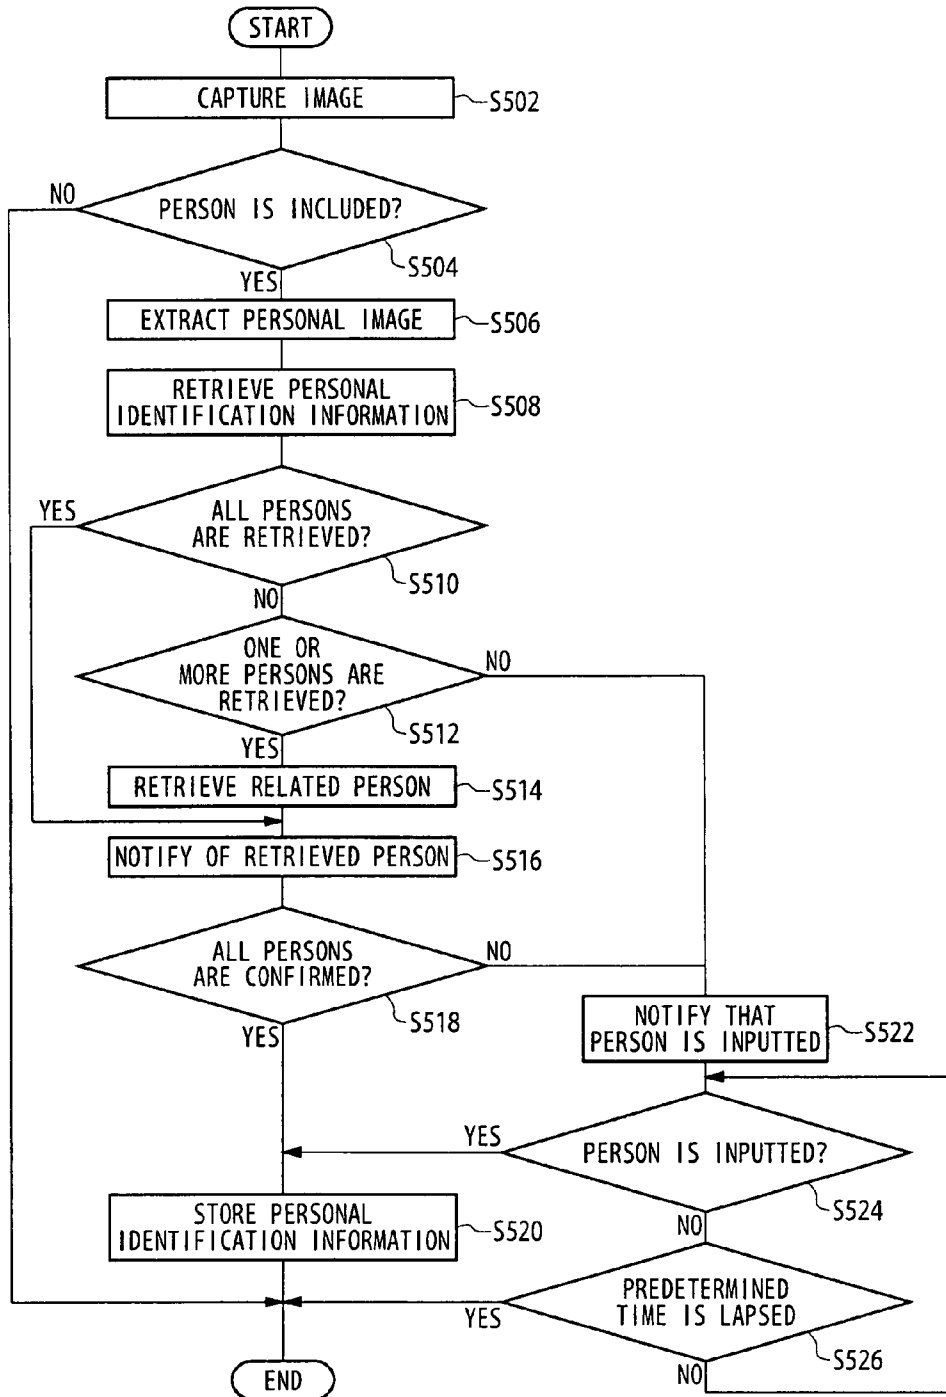 START
CAPTURE IMAGE
S502
NO
PERSON IS INCLUDED?
S504
YES
EXTRACT PERSONAL IMAGE
S506
RETRIEVE PERSONAL
IDENTIFICATION INFORMATION
S508
YES
ALL PERSONS
ARE RETRIEVED?
S510
NO
ONE OR
MORE PERSONS ARE
RETRIEVED?
NO
S512
YES
RETRIEVE RELATED PERSON
S514
NOTIFY OF RETRIEVED PERSON
S516
ALL PERSONS
ARE CONFIRMED?
NO
S518
YES
NOTIFY THAT
PERSON IS INPUTTED
S522
YES
PERSON IS INPUTTED?
S524
NO
STORE PERSONAL
IDENTIFICATION INFORMATION
S520
PREDETERMINED
TIME IS LAPSED
YES
S526
NO
END